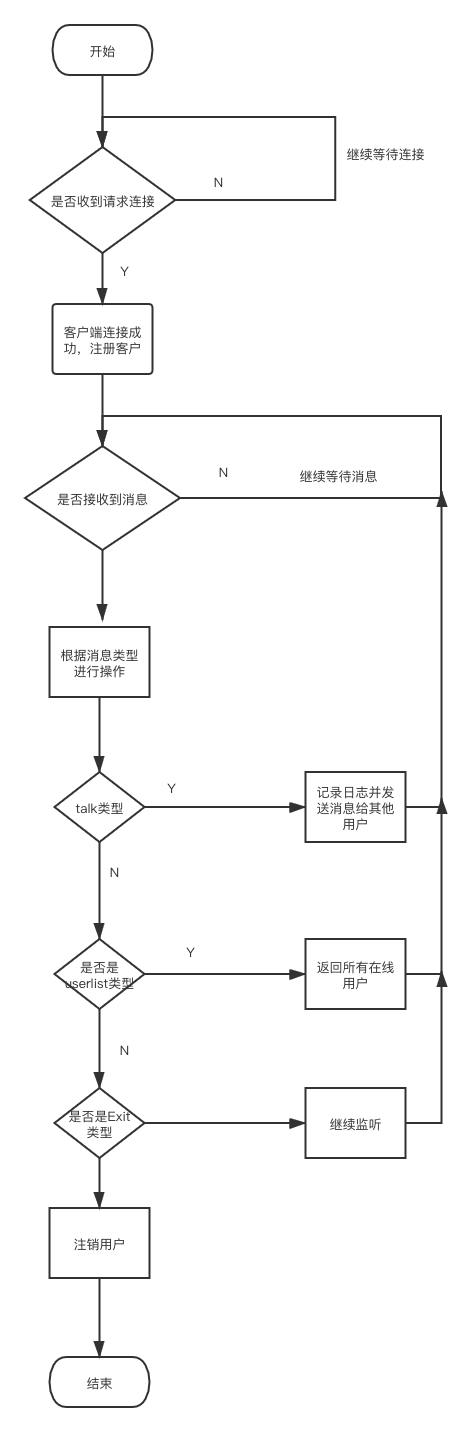 开始
继续等待连接
N
是否收到请求连接
Y
客户端连接成
功，注册客户
N
继续等待消息
是否接收到消息
根据消息类型
进行操作
Y
talk类型
记录日志并发
送消息给其他
用户
N
Y
是否是
userlist类型
返回所有在线
用户
N
是否是Exit
类型
继续监听
注销用户
结束